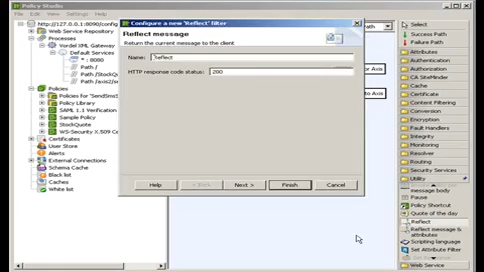 Policy Studio
File Edit View Settings Help
http://127.0.0.1:8090/config
Web Service Repository
Processes
Vordel XML Gateway
Default Services
* : 8080
Path /
Path /StockQu
Path /axis2/s
Policies
Policies for 'SendSms
Policy Library
SAML 1.1 Verificat
Sample Policy
StockQuote
WS-Security X.509
Certificates
User Store
Alerts
External Connections
Schema Cache
Black list
Caches
White list
Configure a new 'Reflect' filter
Reflect message
Return the current message to the client
Name: Reflect
HTTP response code status: 200
Help
< Back
Next >
Finish
Cancel
Path
for Axis
to Axis
Select
Success Path
Failure Path
Attributes
Authentication
Authorization
CA SiteMinder
Cache
Certificate
Content Filtering
Conversion
Encryption
Fault Handlers
Integrity
Monitoring
Resolver
Routing
Security Services
Utility
message body
Pause
Policy Shortcut
Quote of the day
Reflect
Reflect message & attributes
Scripting language
Set Attribute Filter
Web Service